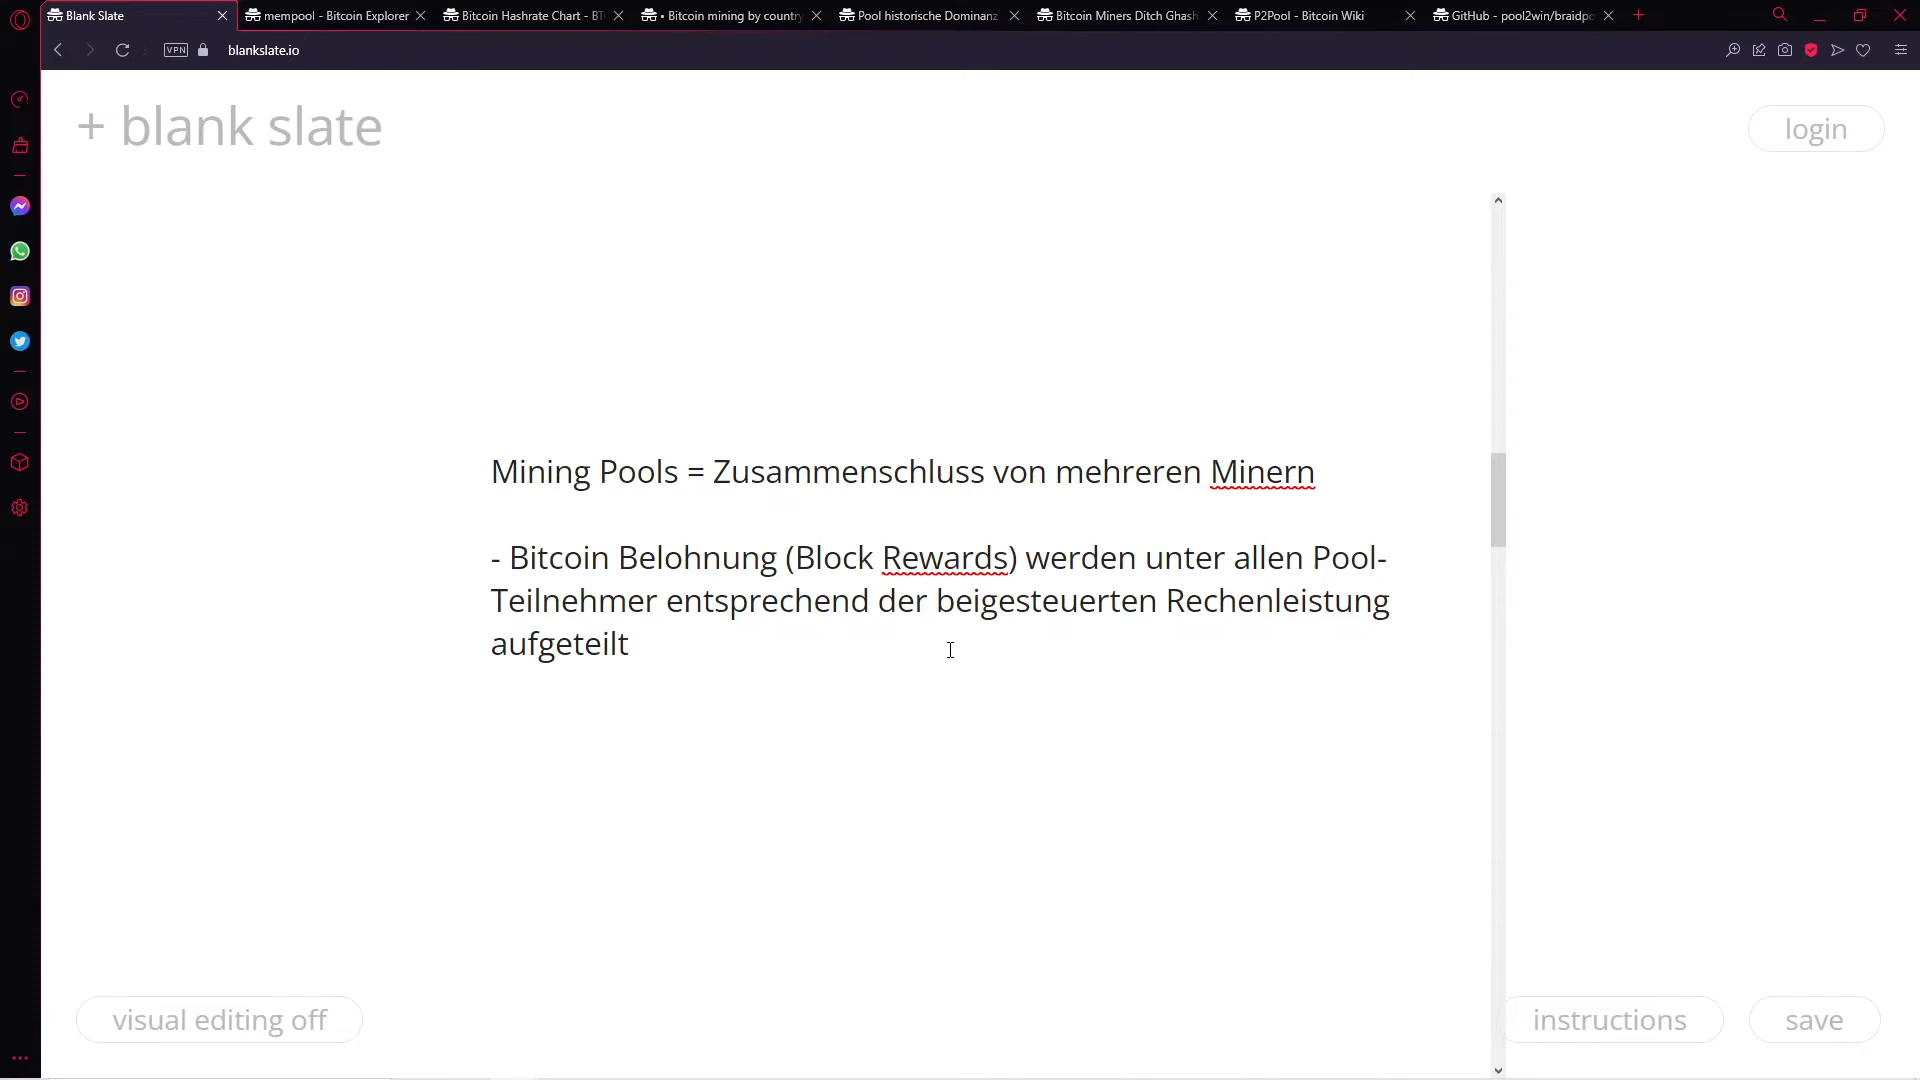 Blank Slate
mempool - Bitcoin Explorer
Bitcoin Hashrate Chart - BT
• Bitcoin mining by country
Pool historische Dominanz
Bitcoin Miners Ditch Ghash
P2Pool - Bitcoin Wiki
GitHub - pool2win/braidpo
VPN
blankslate.io
+ blank slate
login
Mining Pools = Zusammenschluss von mehreren Minern
- Bitcoin Belohnung (Block Rewards) werden unter allen Pool-
Teilnehmer entsprechend der beigesteuerten Rechenleistung
aufgeteilt
visual editing off
instructions
save